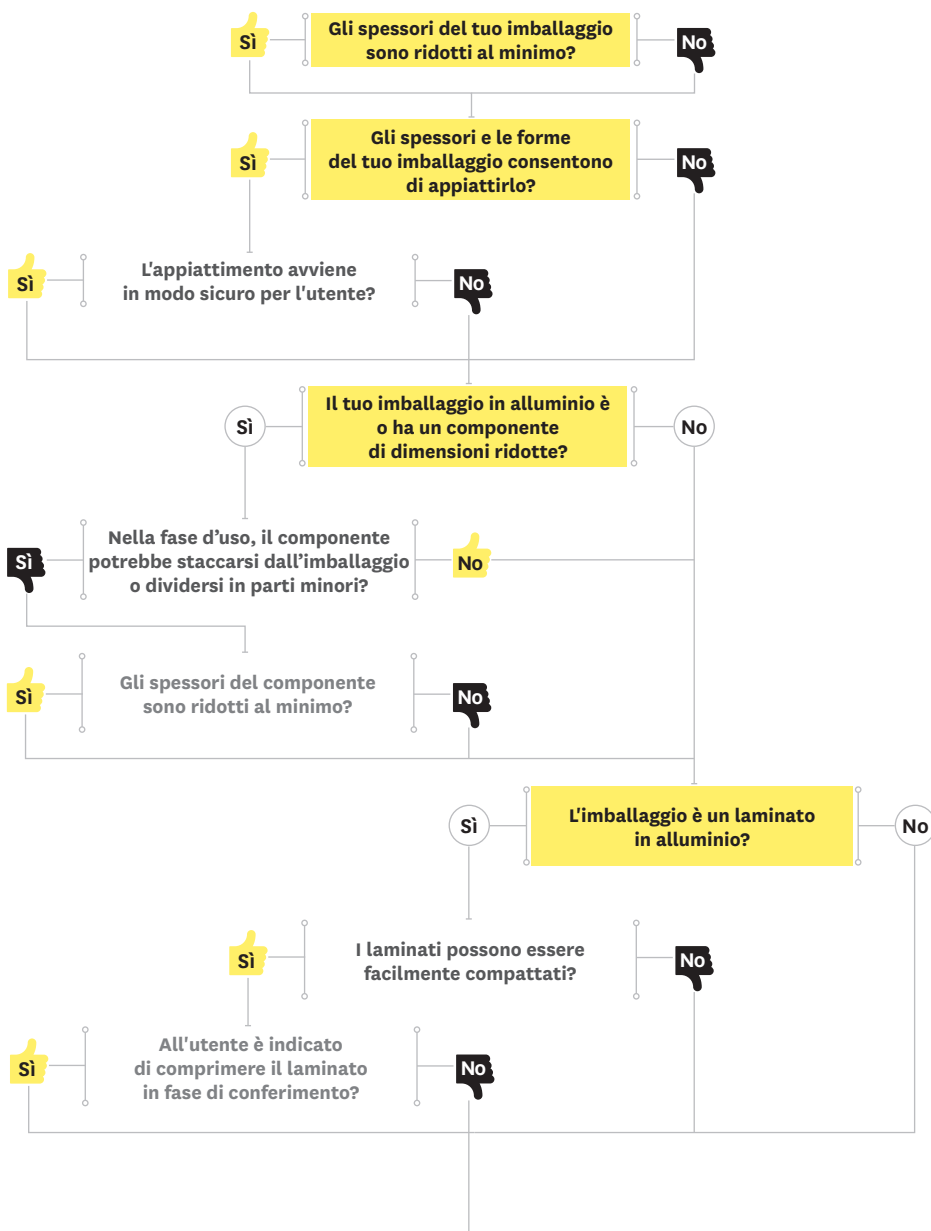 Sì
Gli spessori del tuo imballaggio
sono ridotti al minimo?
No
Sì
Gli spessori e le forme
del tuo imballaggio consentono
di appiattirlo?
No
Sì
L'appiattimento avviene
in modo sicuro per l'utente?
No
Sì
Il tuo imballaggio in alluminio è
o ha un componente
di dimensioni ridotte?
No
Sì
Nella fase d’uso, il componente
potrebbe staccarsi dall’imballaggio
o dividersi in parti minori?
No
Sì
Gli spessori del componente
sono ridotti al minimo?
No
Sì
L'imballaggio è un laminato
in alluminio?
No
Sì
I laminati possono essere
facilmente compattati?
No
Sì
All'utente è indicato
di comprimere il laminato
in fase di conferimento?
No